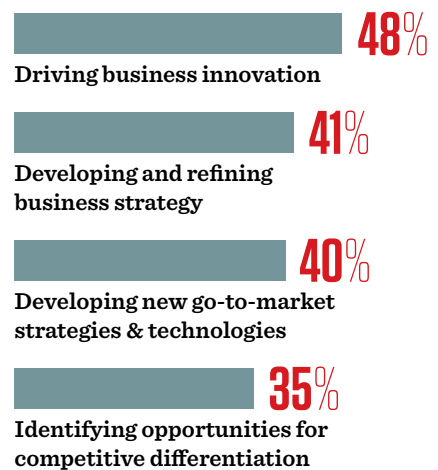 48%
Driving business innovation
41%
Developing and refining
business strategy
40%
Developing new go-to-market
strategies & technologies
35%
Identifying opportunities for
competitive differentiation